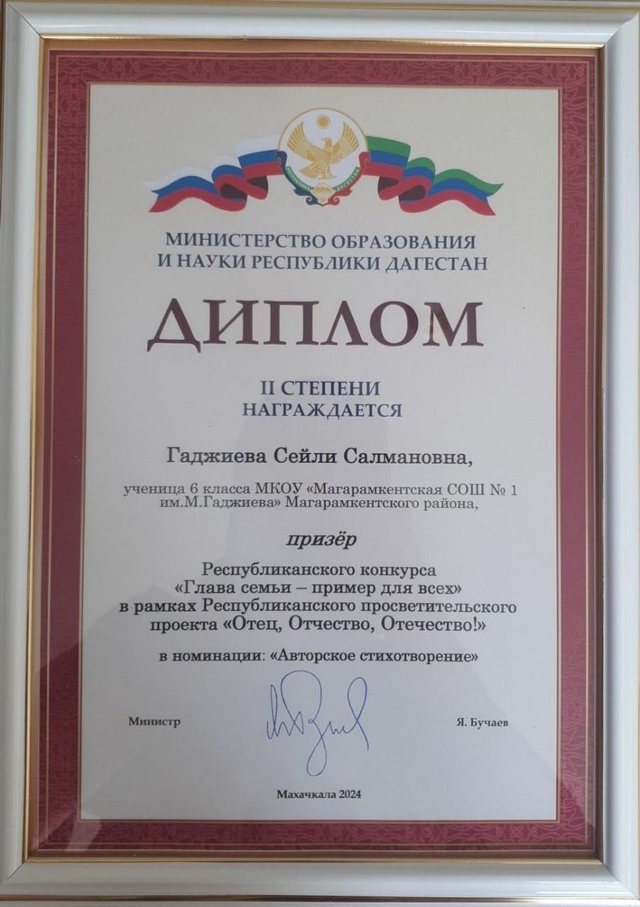 МИНИСТЕРСТВО ОБРАЗОВАНИЯ
И НАУКИ РЕСПУБЛИКИ ДАГЕСТАН
ДИПЛОМ
II СТЕПЕНИ
НАГРАЖДАЕТСЯ
Гаджиева Сейли Салмановна,
ученица 6 класса МКОУ «Магарамкентская СОШ № 1
им.М.Гаджиева» Магарамкентского района,
призёр
Республиканского конкурса
«Глава семьи – пример для всех»
в рамках Республиканского просветительского
проекта «Отец, Отчество, Отечество!»
в номинации: «Авторское стихотворение»
Министр Я. Бучаев
Махачкала 2024